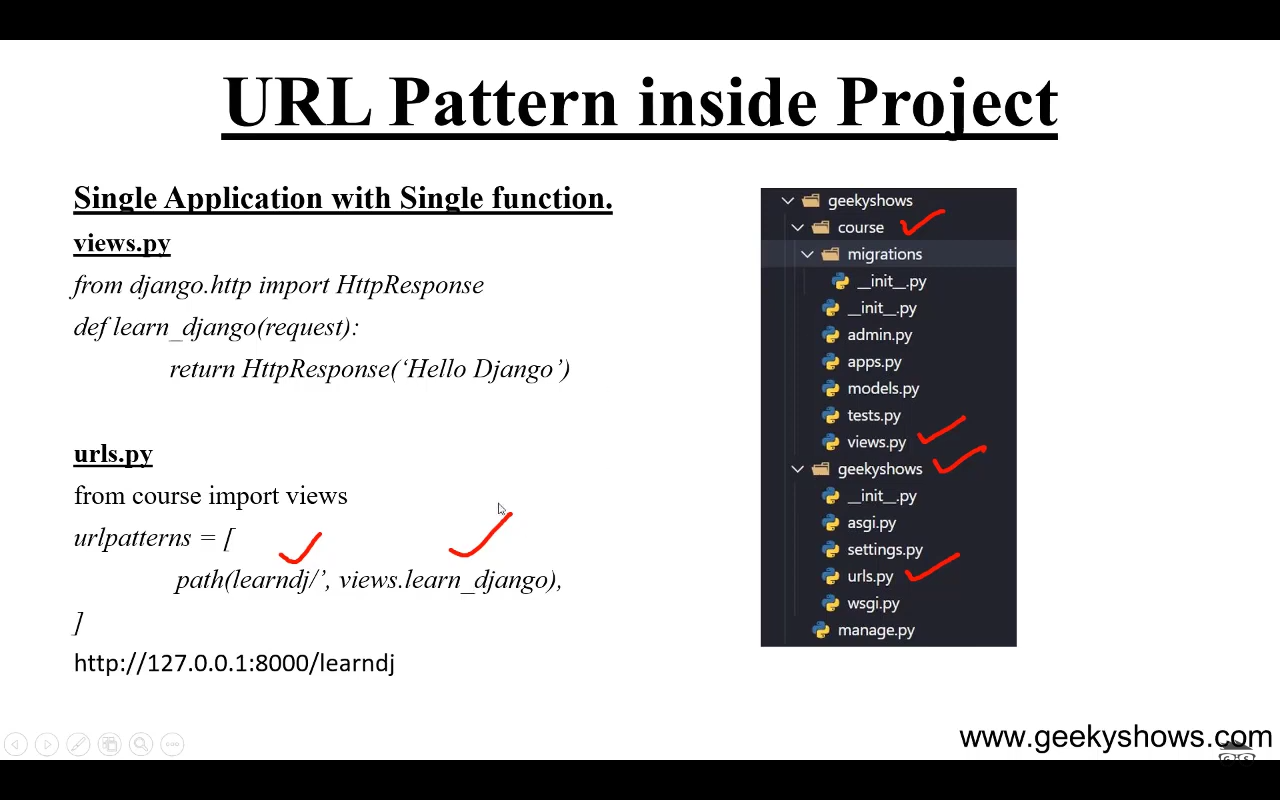 URL Pattern inside Project
Single Application with Single function.
views.py
from django.http import HttpResponse
def learn_django(request):
return HttpResponse(‘Hello Django’)
urls.py
from course import views
urlpatterns = [
path(learndj/’, views.learn_django),
]
http://127.0.0.1:8000/learndj
geekyshows
course
migrations
__init__.py
__init__.py
admin.py
apps.py
models.py
tests.py
views.py
geekyshows
__init__.py
asgi.py
settings.py
urls.py
wsgi.py
manage.py
www.geekyshows.com